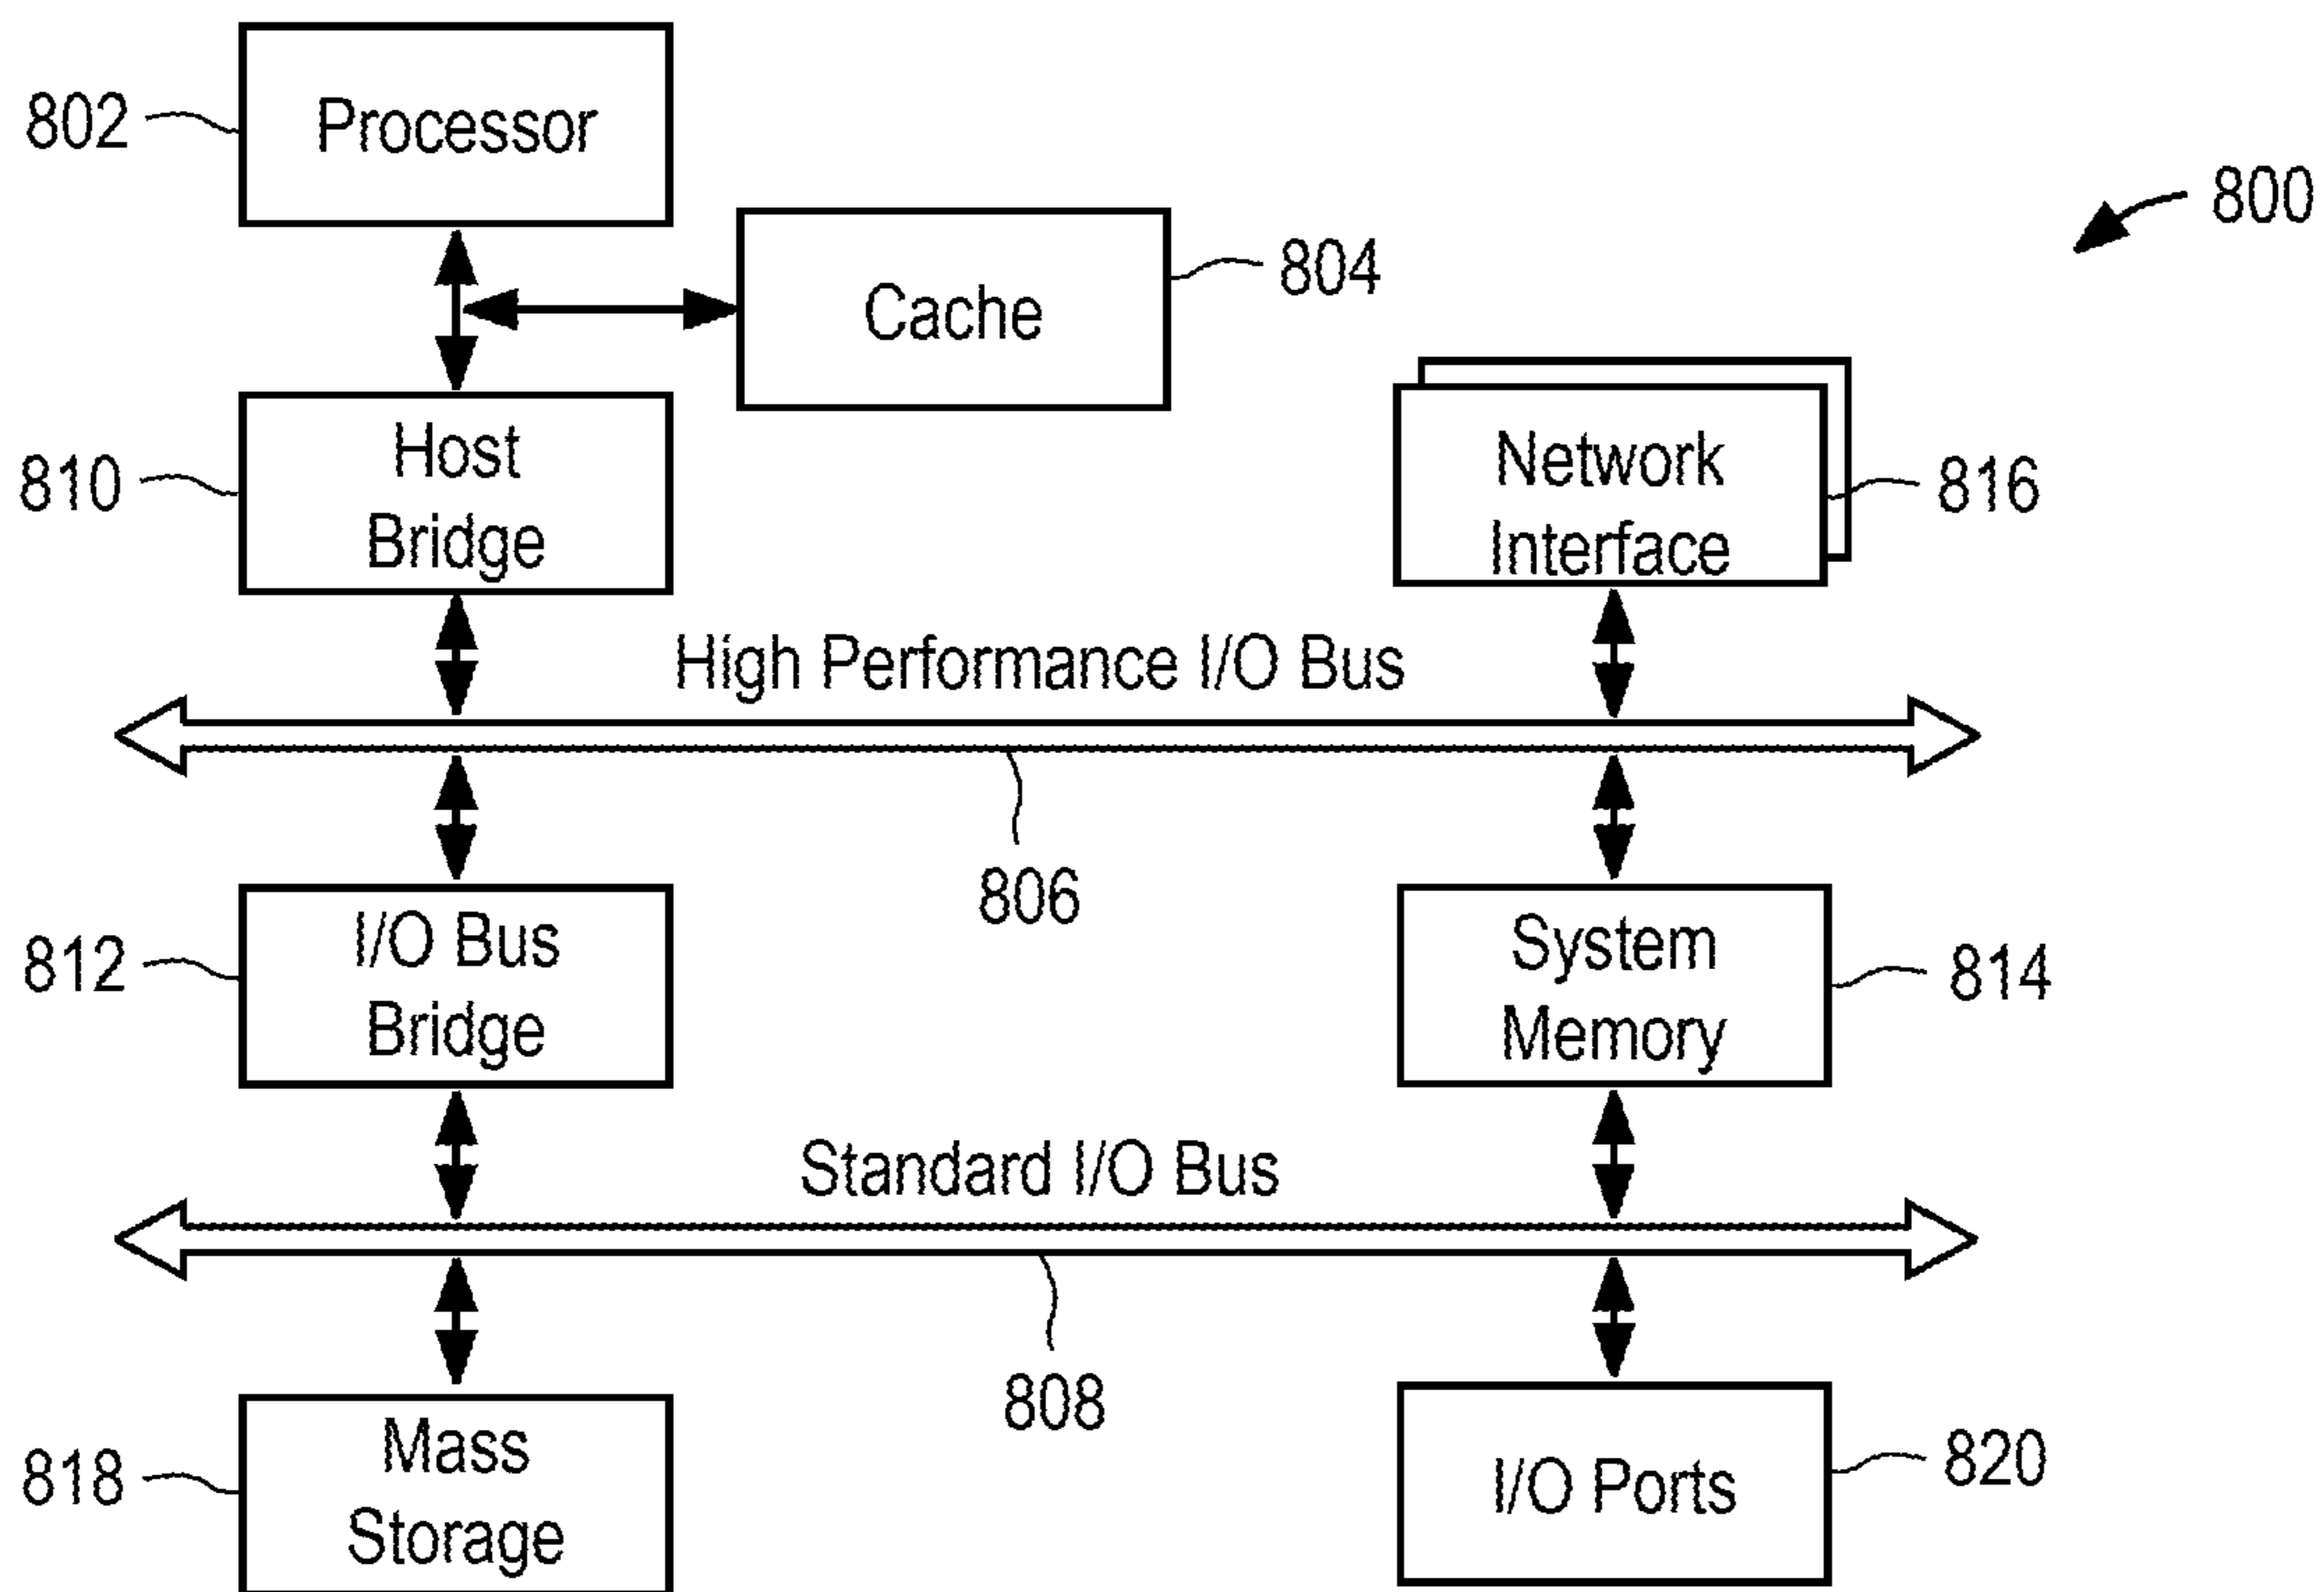 802
Processor
800
Cache
804
810
Host
Bridge
Network
Interface
816
High Performance I/O Bus
806
812
I/O Bus
Bridge
System
Memory
814
Standard I/O Bus
808
818
Mass
Storage
I/O Ports
820